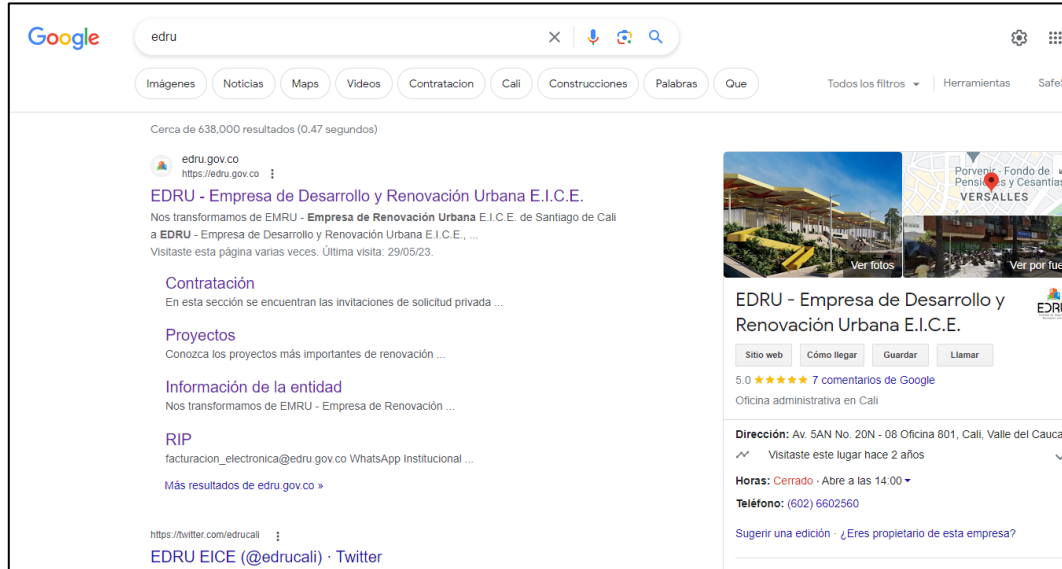 Google
edru
Imágenes Noticias Maps Videos Contratacion Cali Construcciones Palabras Que Todos los filtros Herramientas
Cerca de 638,000 resultados (0.47 segundos)
edru.gov.co
https://edru.gov.co
EDRU - Empresa de Desarrollo y Renovación Urbana E.I.C.E.
Nos transformamos de EMRU - Empresa de Renovación Urbana E.I.C.E. de Santiago de Cali
a EDRU - Empresa de Desarrollo y Renovación Urbana E.I.C.E., ...
Visitaste esta página varias veces. Última visita: 29/05/23.
Contratación
En esta sección se encuentran las invitaciones de solicitud privada ...
Proyectos
Conozca los proyectos más importantes de renovación ...
Información de la entidad
Nos transformamos de EMRU - Empresa de Renovación ...
RIP
facturacion_electronica@edru.gov.co WhatsApp Institucional ...
Más resultados de edru.gov.co »
https://twitter.com/edrucali
EDRU EICE (@edrucali) · Twitter
Porvenir - Fondo de
Pensiones y Cesantías
VERSALLES
Ver fotos
Ver por fue
EDRU - Empresa de Desarrollo y
Renovación Urbana E.I.C.E.
EDRU
Sitio web Cómo llegar Guardar Llamar
5.0 7 comentarios de Google
Oficina administrativa en Cali
Dirección: Av. 5AN No. 20N - 08 Oficina 801, Cali, Valle del Cauca
Visitaste este lugar hace 2 años
Horas: Cerrado · Abre a las 14:00
Teléfono: (602) 6602560
Sugerir una edición · ¿Eres propietario de esta empresa?